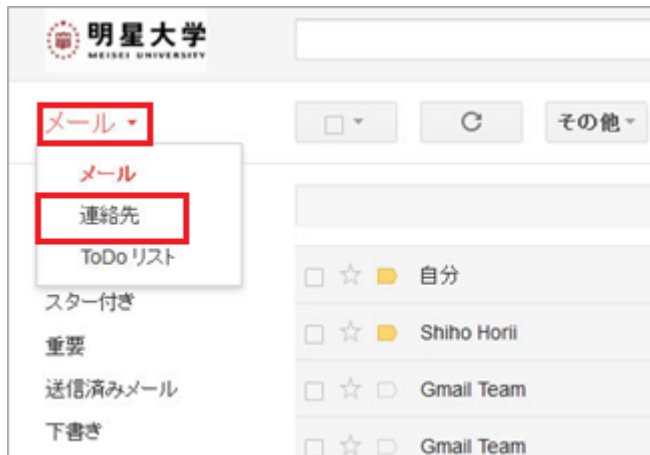 明星大学
MEISEI UNIVERSITY
メール
その他
メール
連絡先
ToDo リスト
自分
スター付き
Shiho Horii
重要
送信済みメール
Gmail Team
下書き
Gmail Team